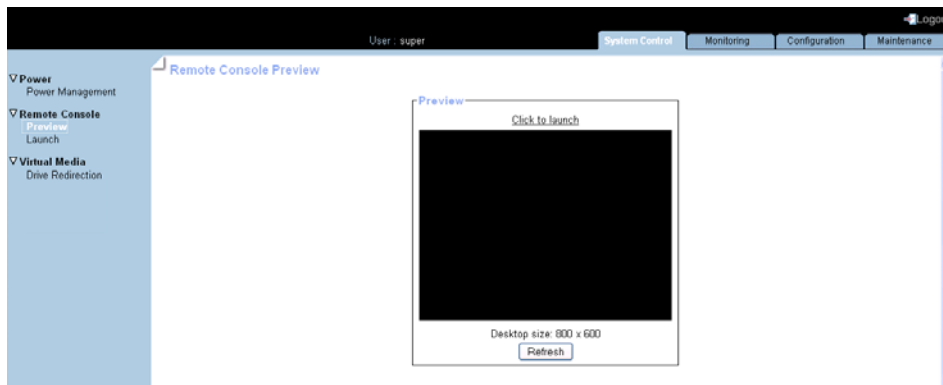 Logou
User : super
System Control
Monitoring
Configuration
Maintenance
Power
Power Management
Remote Console
Preview
Launch
Virtual Media
Drive Redirection
Remote Console Preview
Preview
Click to launch
Desktop size: 800 x 600
Refresh